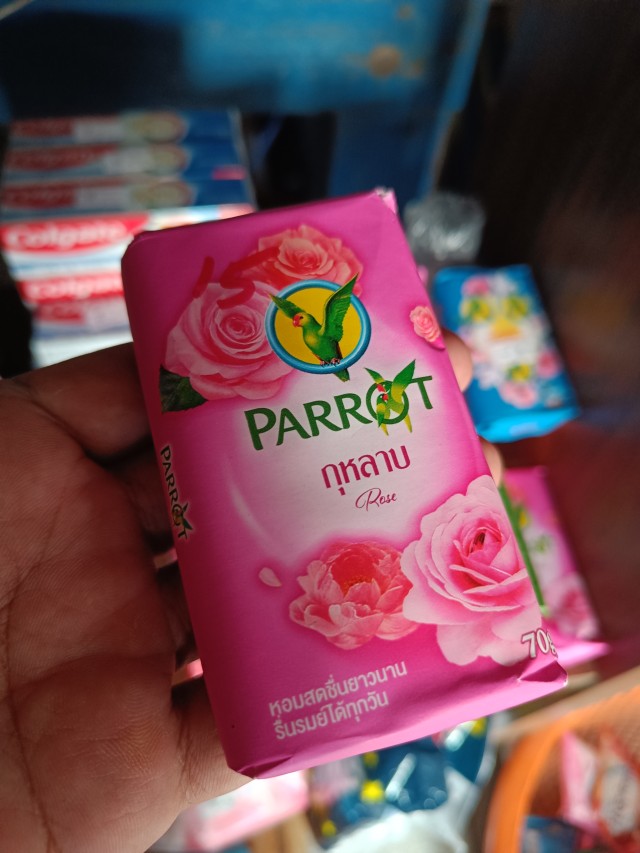 Colgate
15
PARROT
PARROT
กุหลาบ
Rose
70g
หอมสดชื่นยาวนาน
รื่นรมย์ได้ทุกวัน